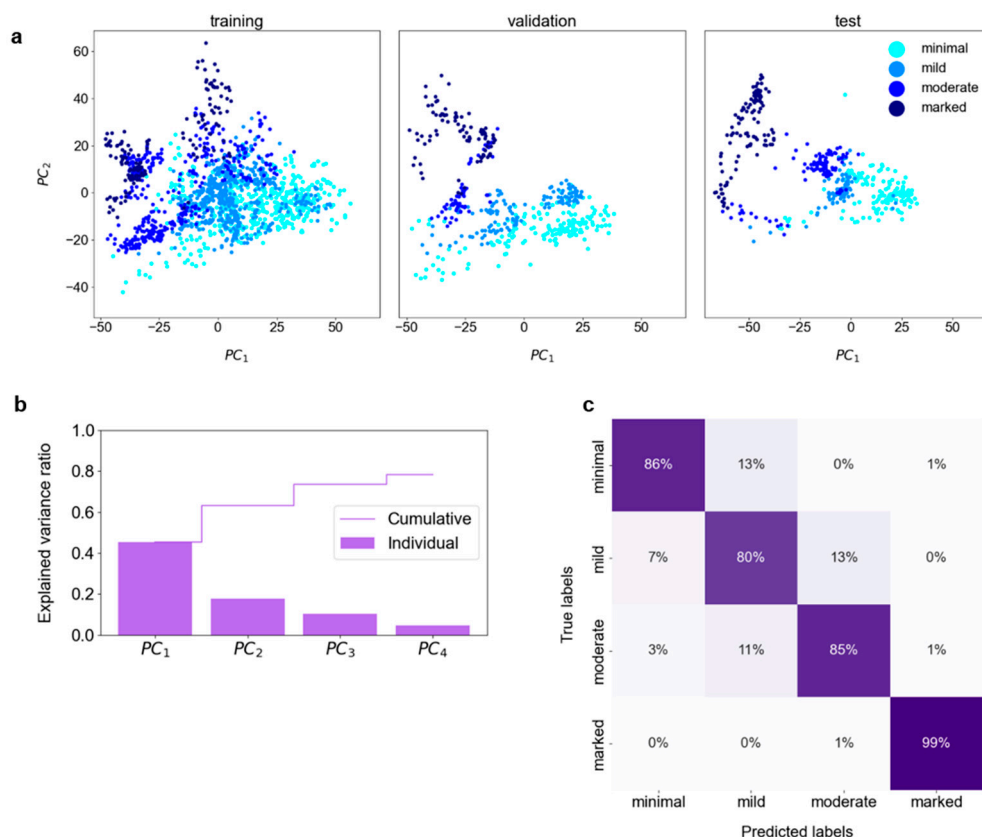 a
training
validation
test
PC2
60
40
20
0
−20
−40
−50 −25 0 25 50
−50 −25 0 25 50
−50 −25 0 25 50
PC1
PC1
PC1
minimal
mild
moderate
marked
b
Explained variance ratio
1.0
0.8
0.6
0.4
0.2
0.0
Cumulative
Individual
PC1 PC2 PC3 PC4
c
True labels
minimal
86% 13% 0% 1%
mild
7% 80% 13% 0%
moderate
3% 11% 85% 1%
marked
0% 0% 1% 99%
minimal mild moderate marked
Predicted labels